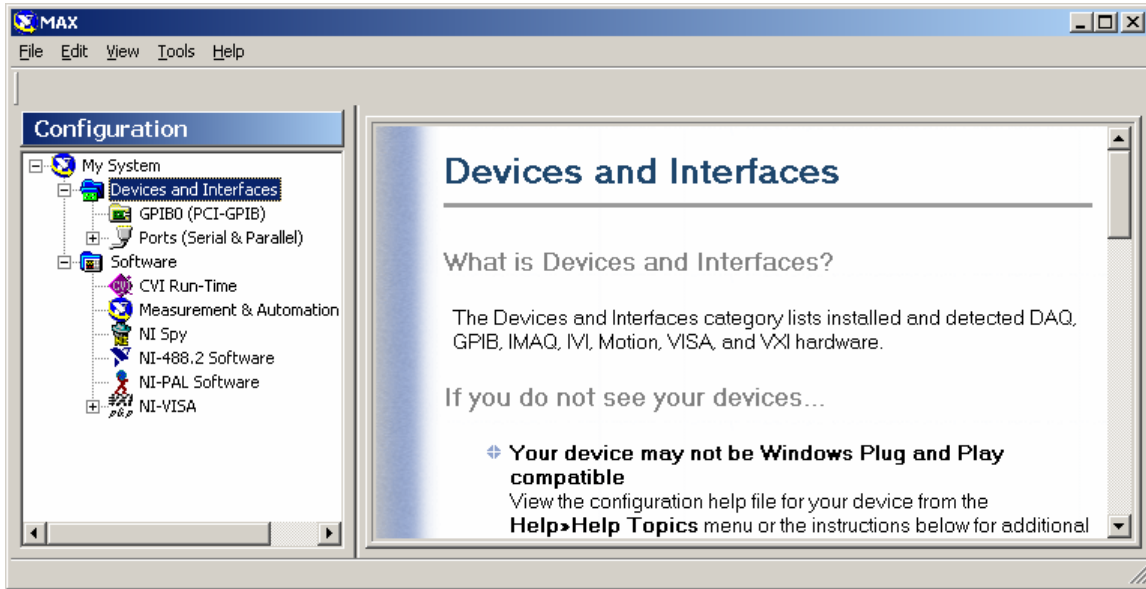 MAX
File Edit View Tools Help
Configuration
My System
Devices and Interfaces
GPIB0 (PCI-GPIB)
Ports (Serial & Parallel)
Software
CVI Run-Time
Measurement & Automation
NI Spy
NI-488.2 Software
NI-PAL Software
NI-VISA
Devices and Interfaces
What is Devices and Interfaces?
The Devices and Interfaces category lists installed and detected DAQ,
GPIB, IMAQ, IVI, Motion, VISA, and VXI hardware.
If you do not see your devices...
Your device may not be Windows Plug and Play
compatible
View the configuration help file for your device from the
Help»Help Topics menu or the instructions below for additional